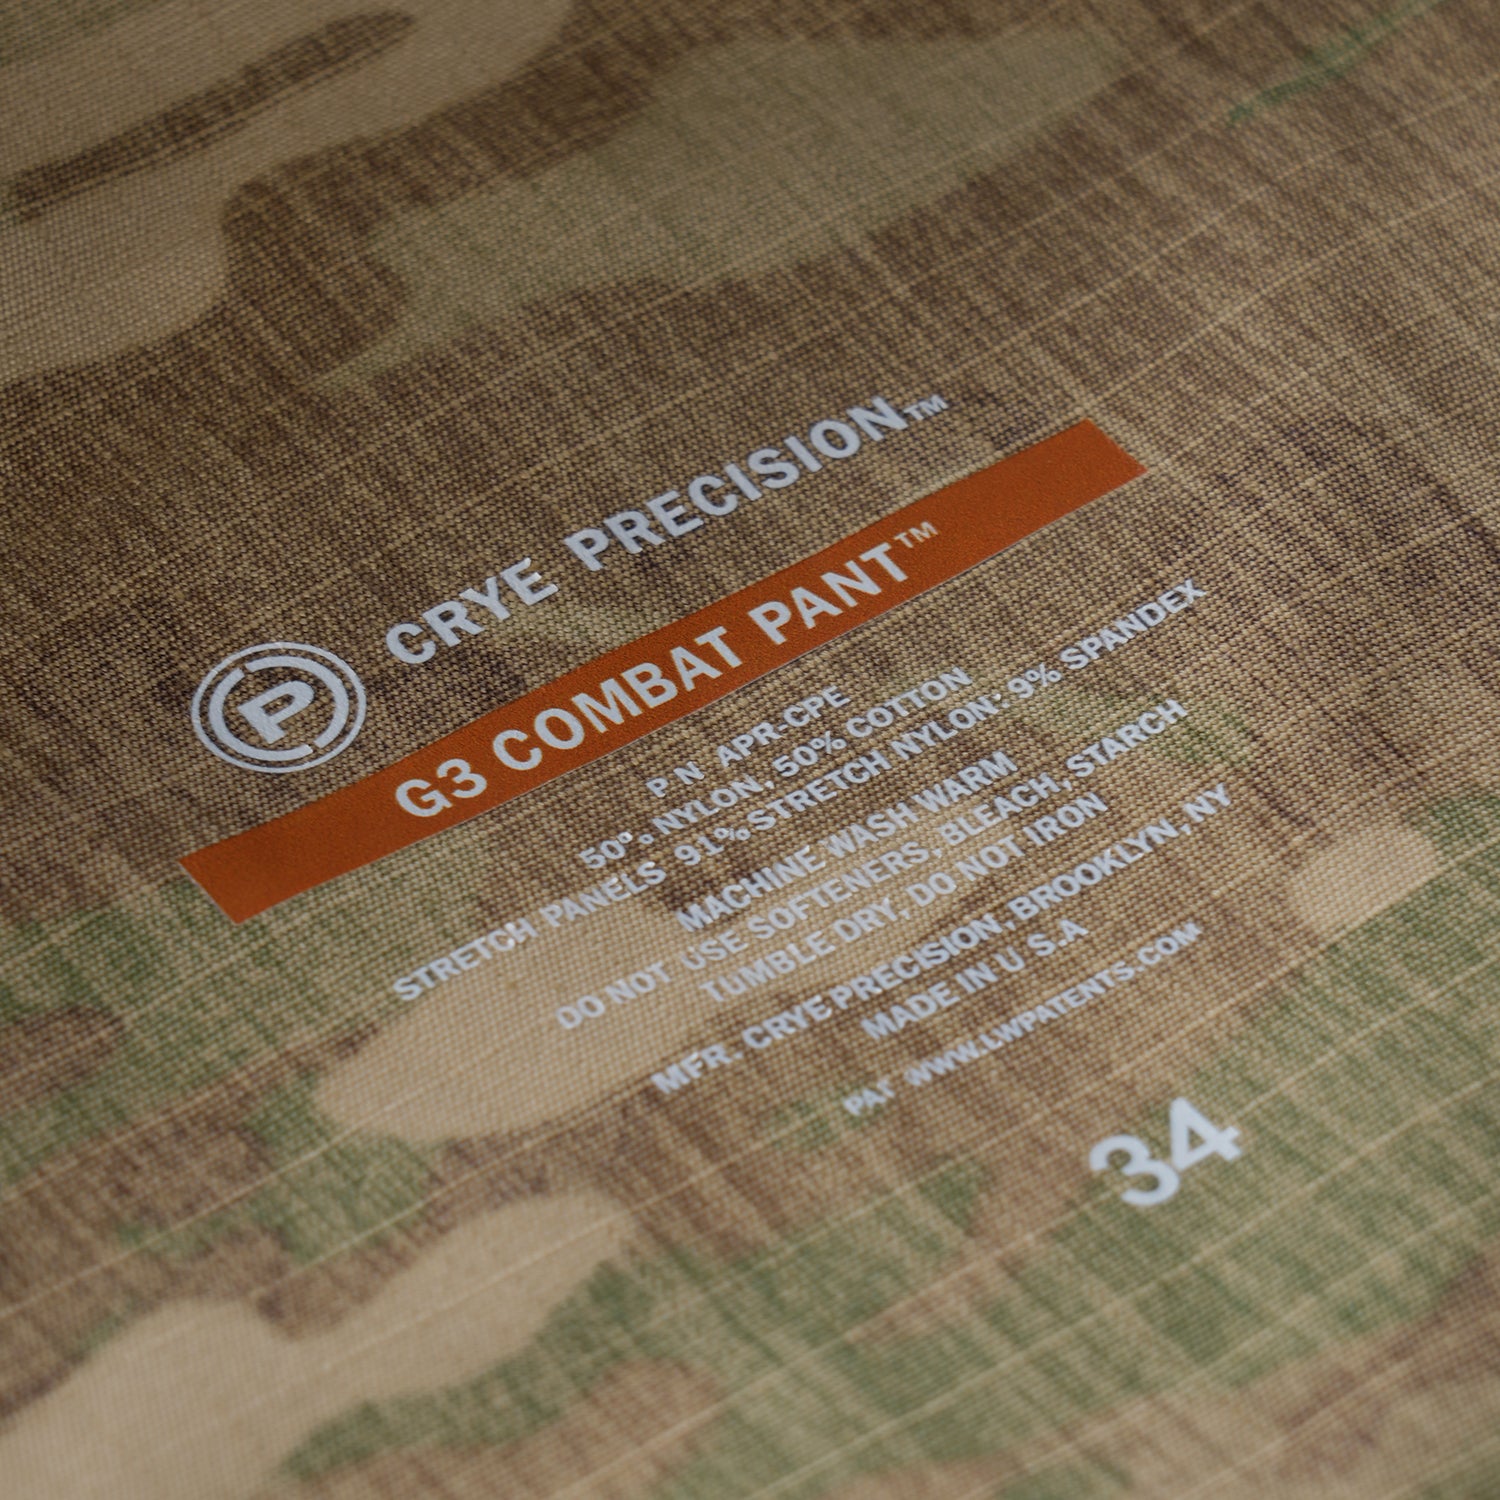 P
CRYE PRECISION™
G3 COMBAT PANT™
P N APR-CPE
50% NYLON, 50% COTTON
STRETCH PANELS 91% STRETCH NYLON: 9% SPANDEX
MACHINE WASH WARM
DO NOT USE SOFTENERS, BLEACH, STARCH
TUMBLE DRY, DO NOT IRON
MFR. CRYE PRECISION, BROOKLYN, NY
MADE IN U S.A
PAT WWW.LWPATENTS.COM
34